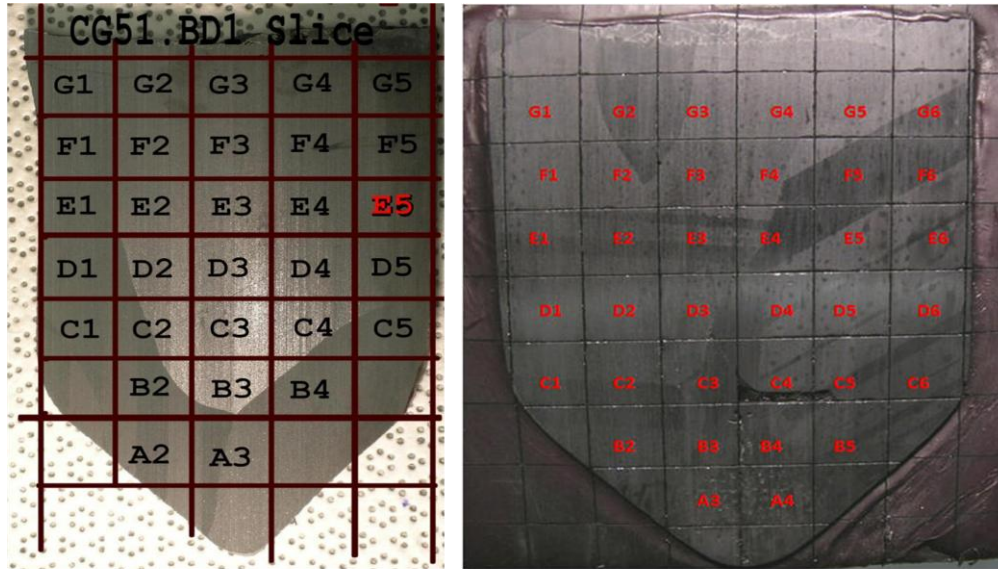 CG51.BD1 Slice
G1 G2 G3 G4 G5
F1 F2 F3 F4 F5
E1 E2 E3 E4 E5
D1 D2 D3 D4 D5
C1 C2 C3 C4 C5
B2 B3 B4
A2 A3
G1 G2 G3 G4 G5 G6
F1 F2 F3 F4 F5 F6
E1 E2 E3 E4 E5 E6
D1 D2 D3 D4 D5 D6
C1 C2 C3 C4 C5 C6
B2 B3 B4 B5
A3 A4